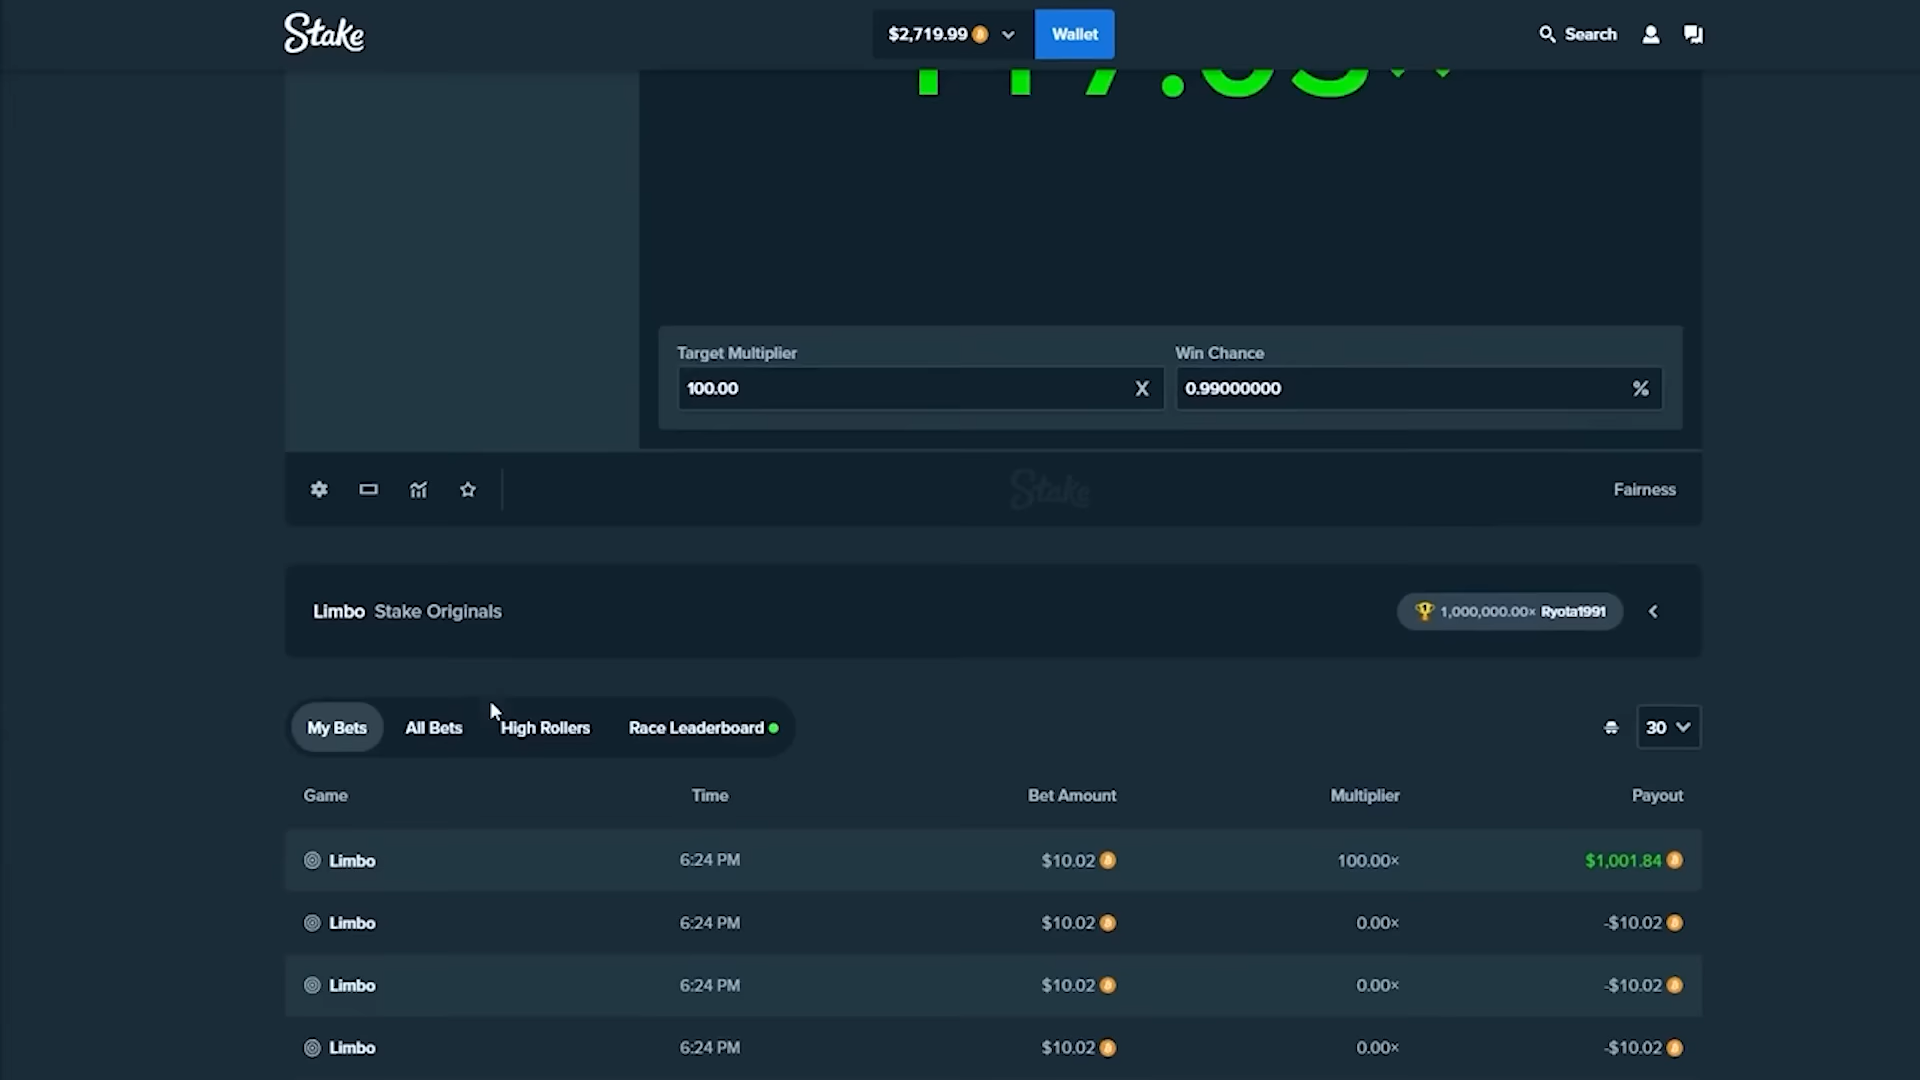 Stake
$2,719.99
Wallet
Search
Target Multiplier
Win Chance
100.00 X
0.99000000 %
Stake
Fairness
Limbo Stake Originals
1,000,000.00× Ryota1991
My Bets All Bets High Rollers Race Leaderboard
30
Game Time Bet Amount Multiplier Payout
Limbo 6:24 PM $10.02 100.00× $1,001.84
Limbo 6:24 PM $10.02 0.00× -$10.02
Limbo 6:24 PM $10.02 0.00× -$10.02
Limbo 6:24 PM $10.02 0.00× -$10.02